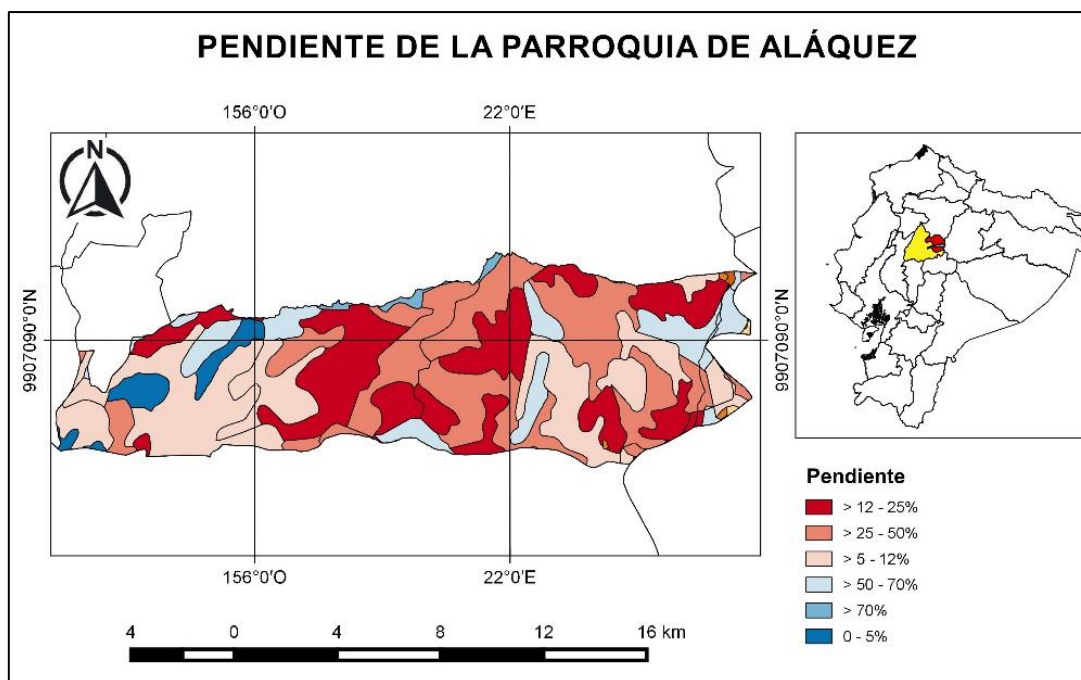 PENDIENTE DE LA PARROQUIA DE ALÁQUEZ
156°0'O 22°0'E
N
9907090°0.'N 9907090°0.'N
156°0'O 22°0'E
4 0 4 8 12 16 km
Pendiente
> 12 - 25%
> 25 - 50%
> 5 - 12%
> 50 - 70%
> 70%
0 - 5%